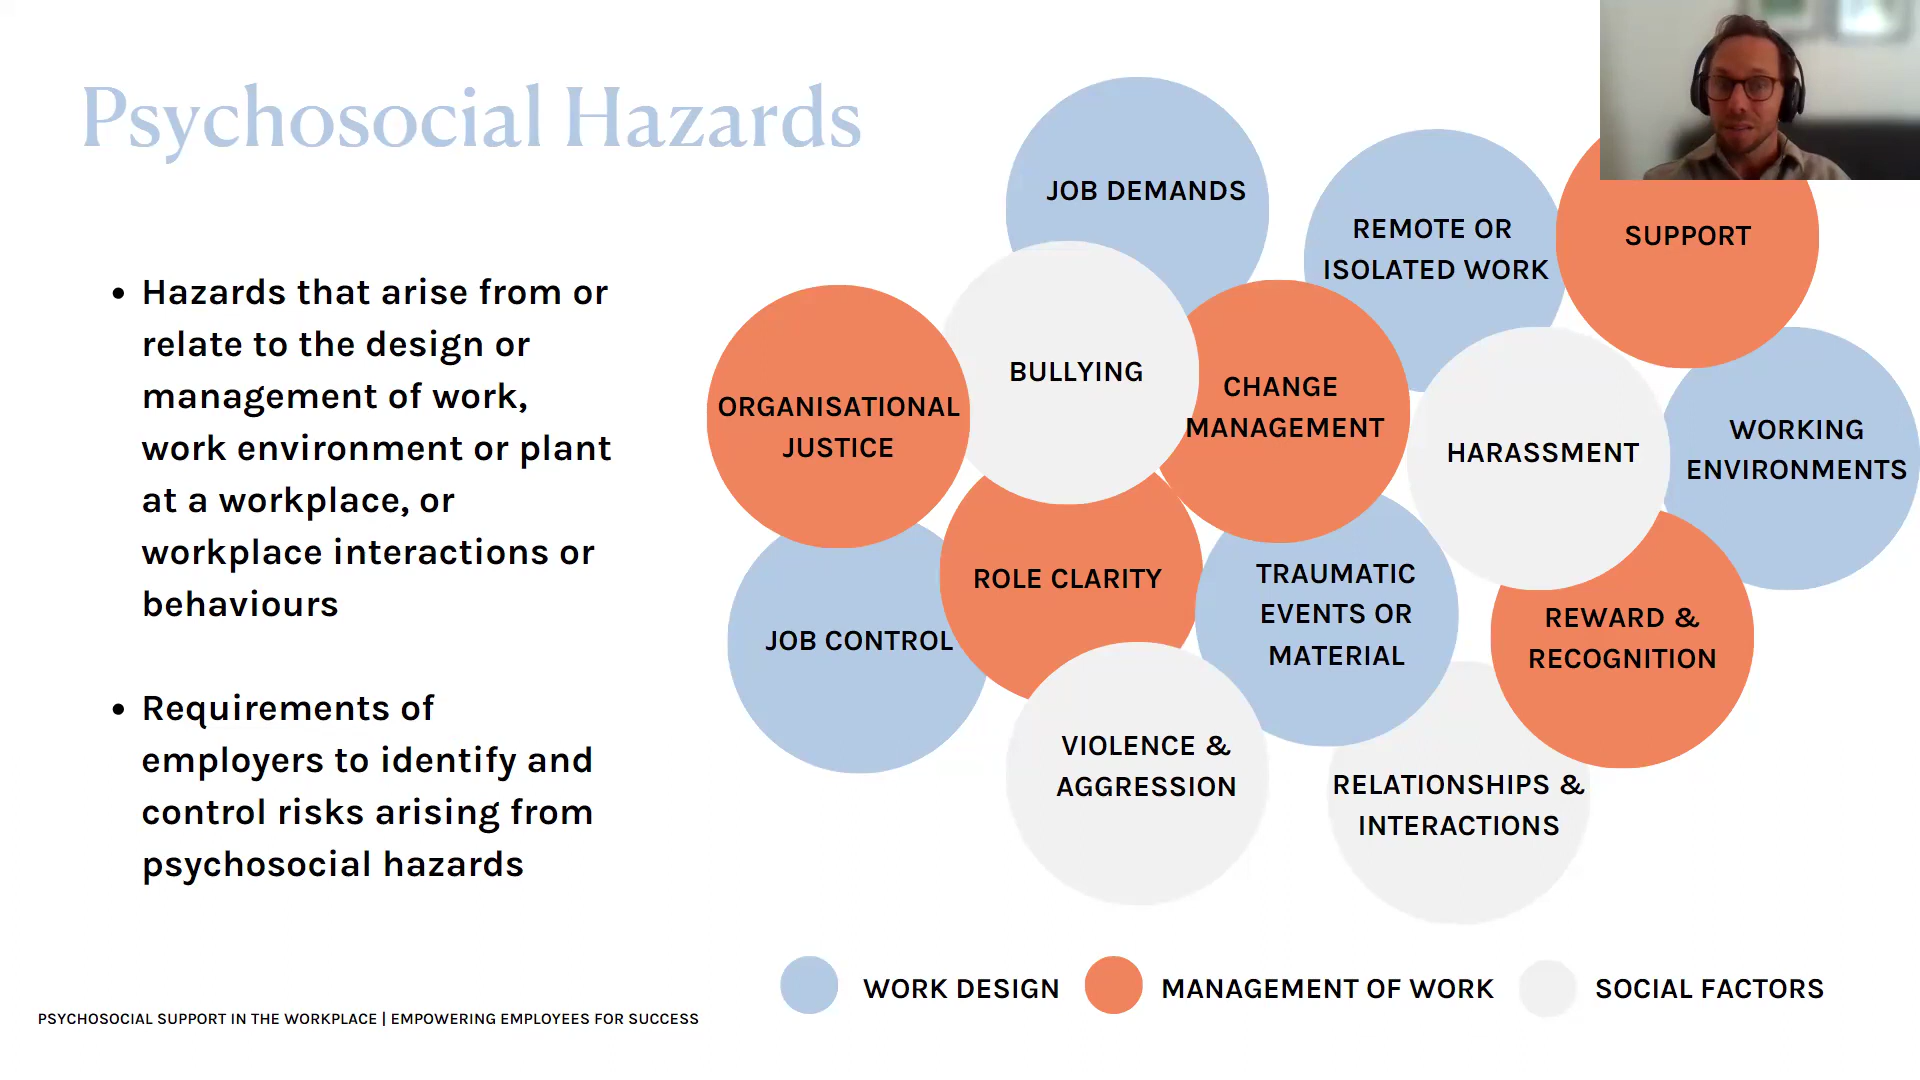 Psychosocial Hazards
• Hazards that arise from or
relate to the design or
management of work,
work environment or plant
at a workplace, or
workplace interactions or
behaviours
• Requirements of
employers to identify and
control risks arising from
psychosocial hazards
JOB DEMANDS
REMOTE OR
ISOLATED WORK
SUPPORT
BULLYING
CHANGE
MANAGEMENT
ORGANISATIONAL
JUSTICE
HARASSMENT
WORKING
ENVIRONMENTS
ROLE CLARITY
TRAUMATIC
EVENTS OR
MATERIAL
JOB CONTROL
REWARD &
RECOGNITION
VIOLENCE &
AGGRESSION
RELATIONSHIPS &
INTERACTIONS
WORK DESIGN
MANAGEMENT OF WORK
SOCIAL FACTORS
PSYCHOSOCIAL SUPPORT IN THE WORKPLACE | EMPOWERING EMPLOYEES FOR SUCCESS